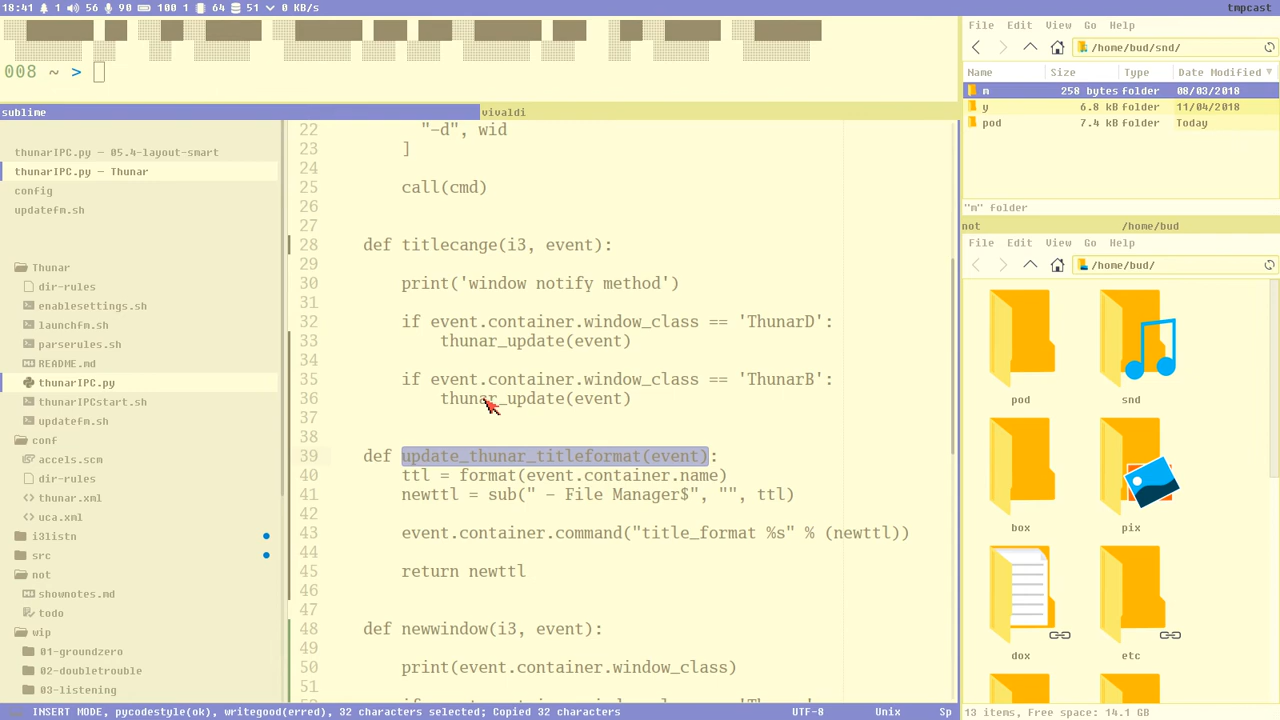 18:41 1 56 90 100 1 64 51 0 KB/s
tmpcast
008 ~ >
sublime
vivaldi
thunarIPC.py — 05.4-layout-smart
thunarIPC.py — Thunar
config
updatefm.sh
Thunar
dir-rules
enablesettings.sh
launchfm.sh
parserules.sh
README.md
thunarIPC.py
thunarIPCstart.sh
updatefm.sh
conf
accels.scm
dir-rules
thunar.xml
uca.xml
i3listn
src
not
shownotes.md
todo
wip
01-groundzero
02-doubletrouble
03-listening
22 "-d", wid
23 ]
24
25 call(cmd)
26
27
28 def titlecange(i3, event):
29
30 print('window notify method')
31
32 if event.container.window_class == 'ThunarD':
33 thunar_update(event)
34
35 if event.container.window_class == 'ThunarB':
36 thunar_update(event)
37
38
39 def update_thunar_titleformat(event):
40 ttl = format(event.container.name)
41 newttl = sub(" - File Manager$", "", ttl)
42
43 event.container.command("title_format %s" % (newttl))
44
45 return newttl
46
47
48 def newwindow(i3, event):
49
50 print(event.container.window_class)
51
INSERT MODE, pycodestyle(ok), writegood(erred), 32 characters selected; Copied 32 characters
UTF-8
Unix
Sp
File Edit View Go Help
/home/bud/snd/
Name Size Type Date Modified
m 258 bytes folder 08/03/2018
y 6.8 kB folder 11/04/2018
pod 7.4 kB folder Today
"m" folder
not /home/bud
File Edit View Go Help
/home/bud/
pod
snd
box
pix
dox
etc
13 items, Free space: 14.1 GB